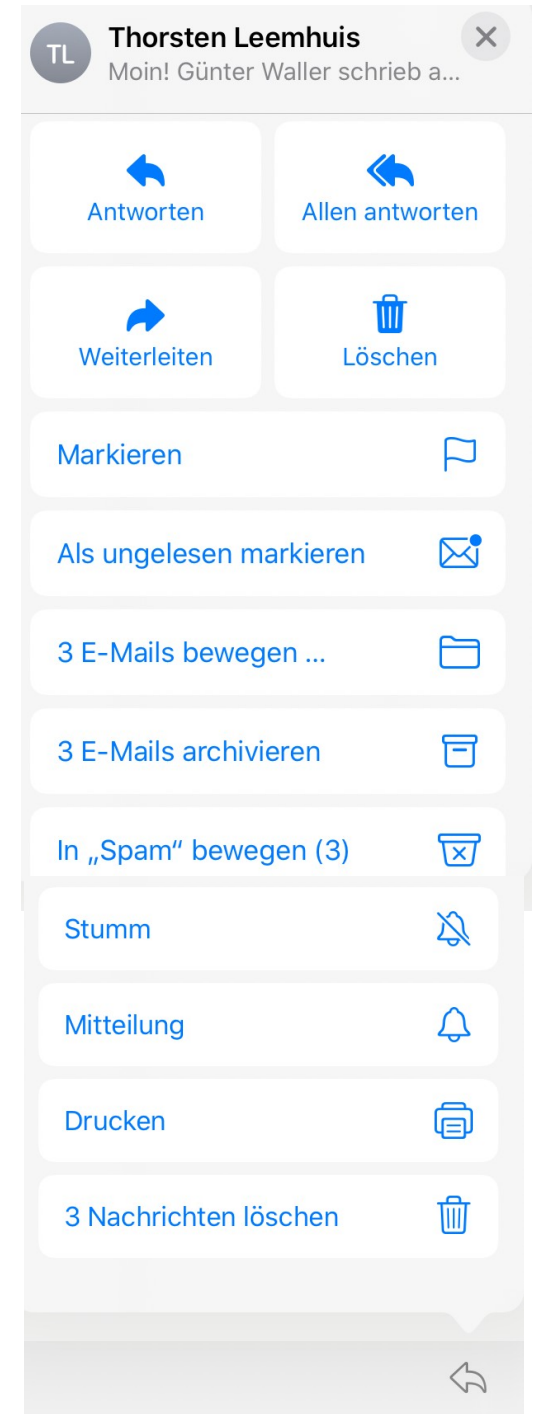 TL
Thorsten Leemhuis
Moin! Günter Waller schrieb a...
Antworten
Allen antworten
Weiterleiten
Löschen
Markieren
Als ungelesen markieren
3 E-Mails bewegen ...
3 E-Mails archivieren
In „Spam“ bewegen (3)
Stumm
Mitteilung
Drucken
3 Nachrichten löschen